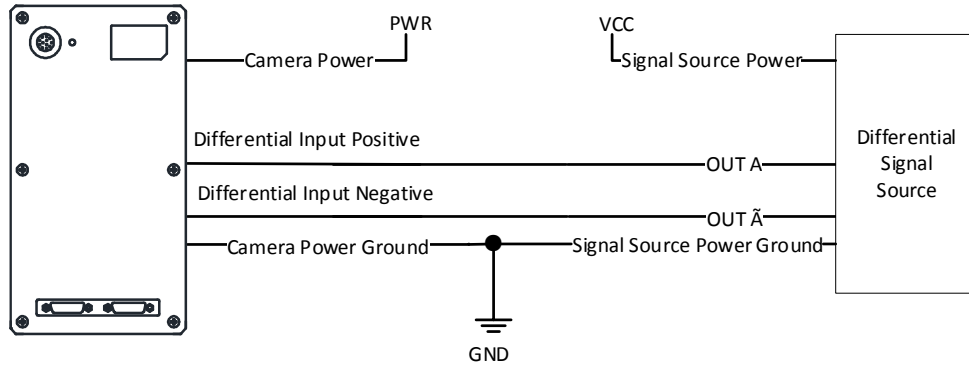 PWR
VCC
Camera Power
Signal Source Power
Differential Input Positive
Differential
Signal
Source
OUT A
Differential Input Negative
OUT Ã
Camera Power Ground
Signal Source Power Ground
GND